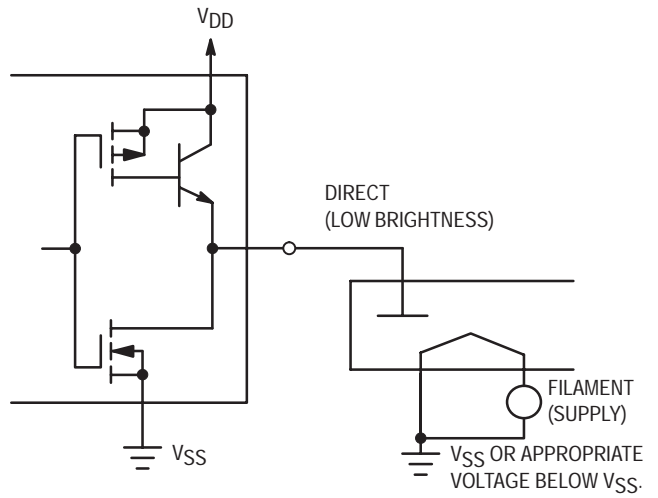 VDD
DIRECT
(LOW BRIGHTNESS)
FILAMENT
(SUPPLY)
VSS
VSS OR APPROPRIATE
VOLTAGE BELOW VSS.